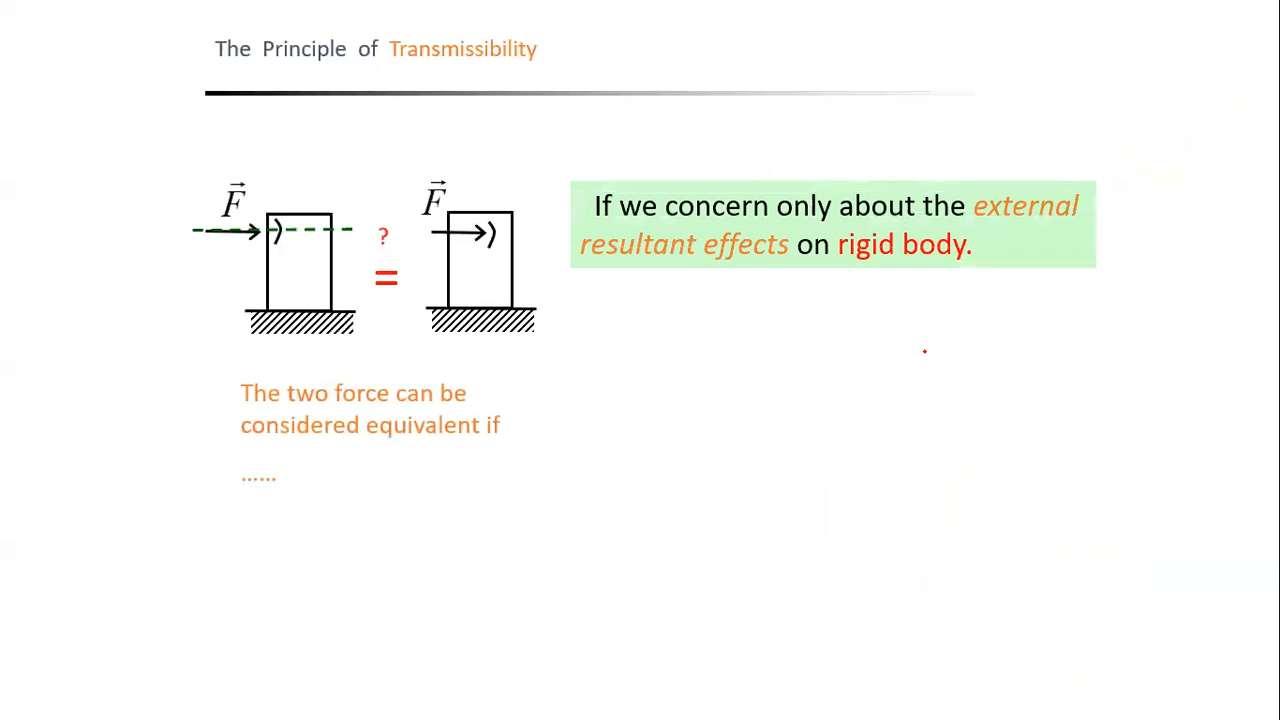 The Principle of Transmissibility
F⃗
F⃗
?
=
If we concern only about the external
resultant effects on rigid body.
The two force can be
considered equivalent if
......